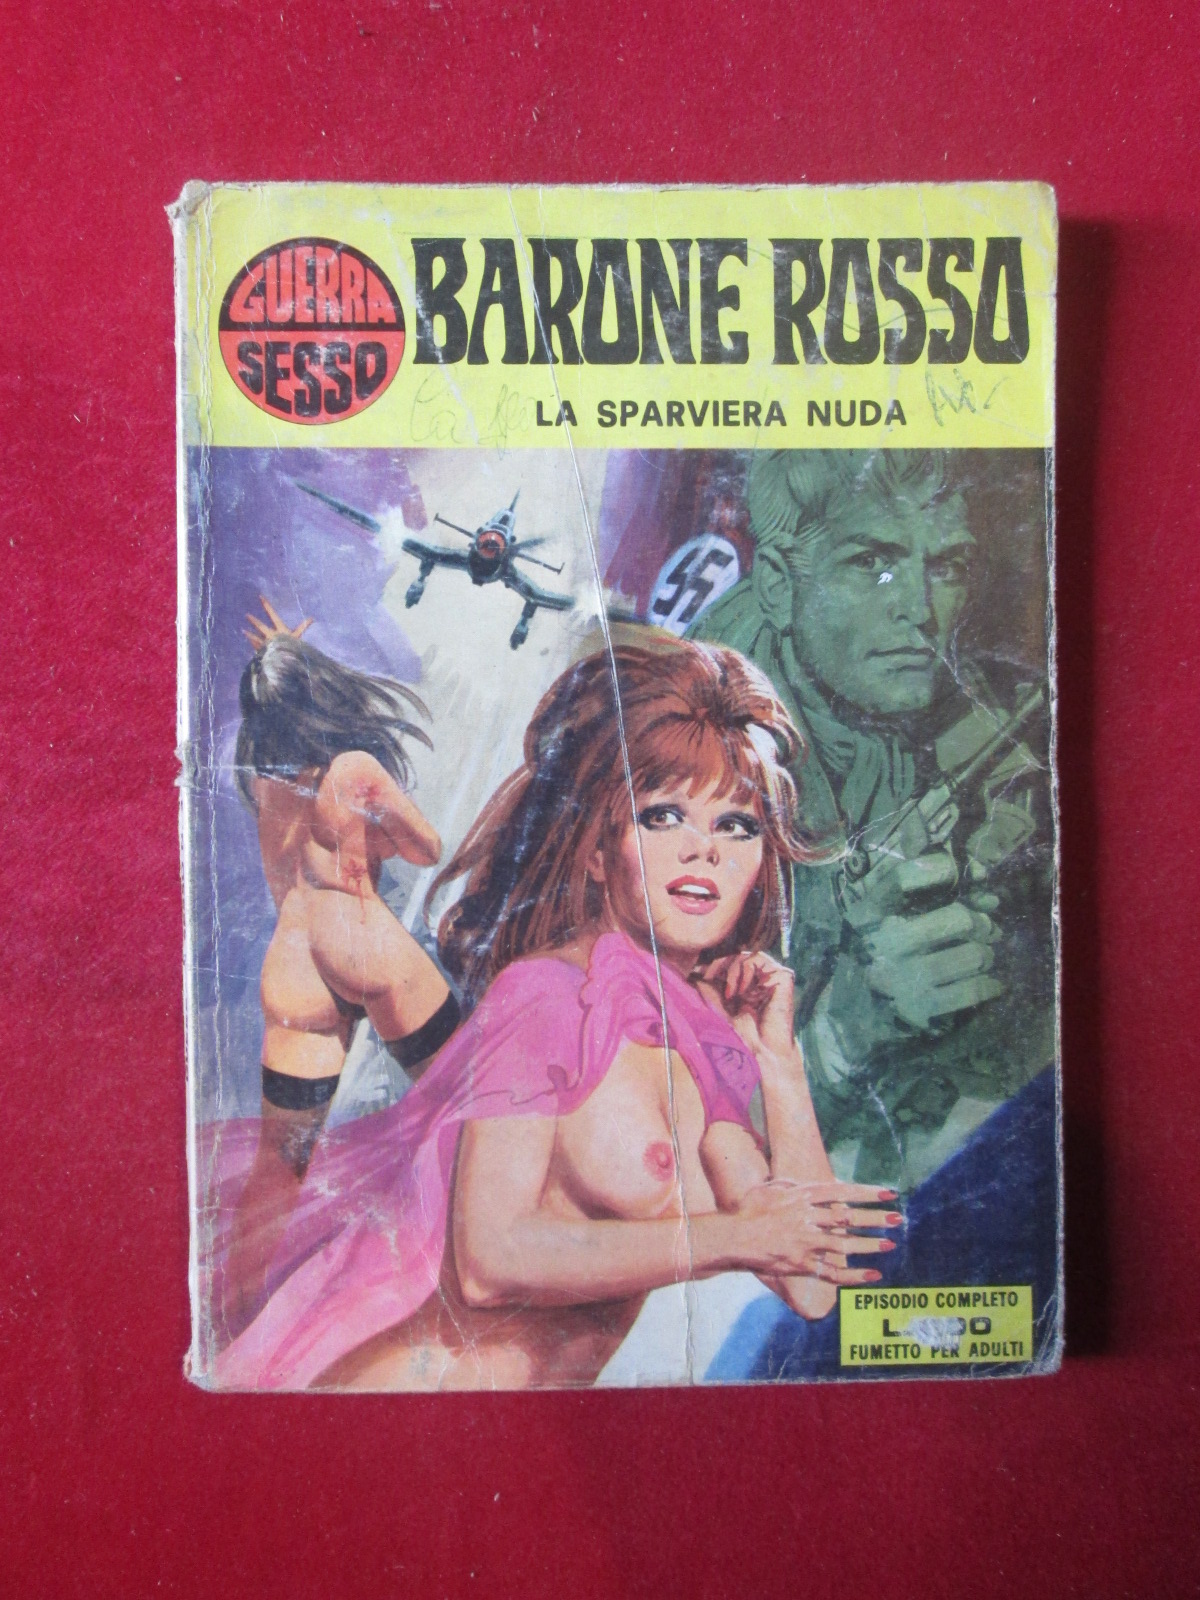 GUERRA
SESSO
BARONE ROSSO
LA SPARVIERA NUDA
EPISODIO COMPLETO
FUMETTO PER ADULTI